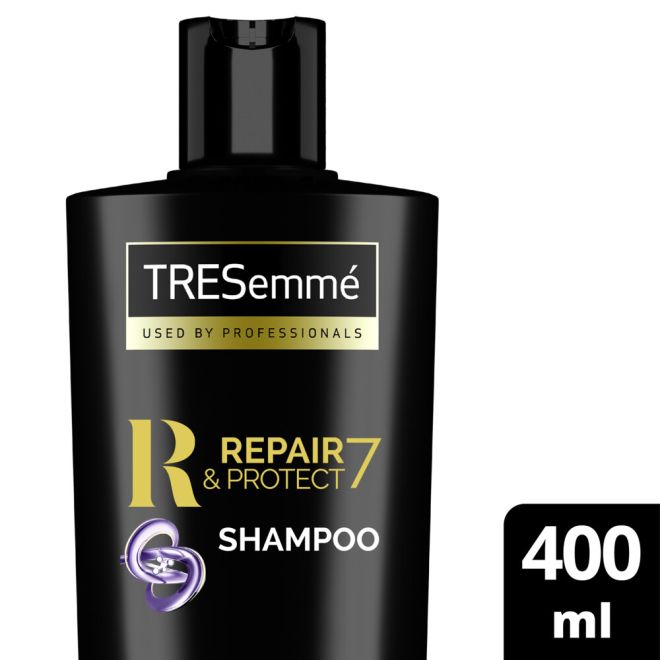 TRESemmé
USED BY PROFESSIONALS
R REPAIR 7
& PROTECT
SHAMPOO
400
ml